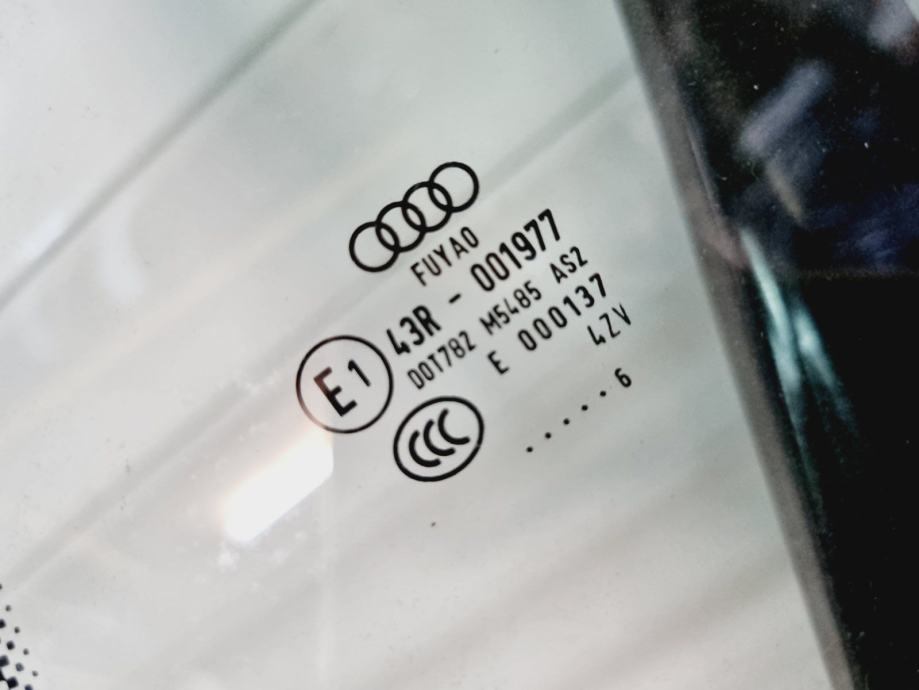 FUYAO
43R - 001977
E1
DOT782 M5485 AS2
E 000137
4ZV
CCC
. . . . . . 6